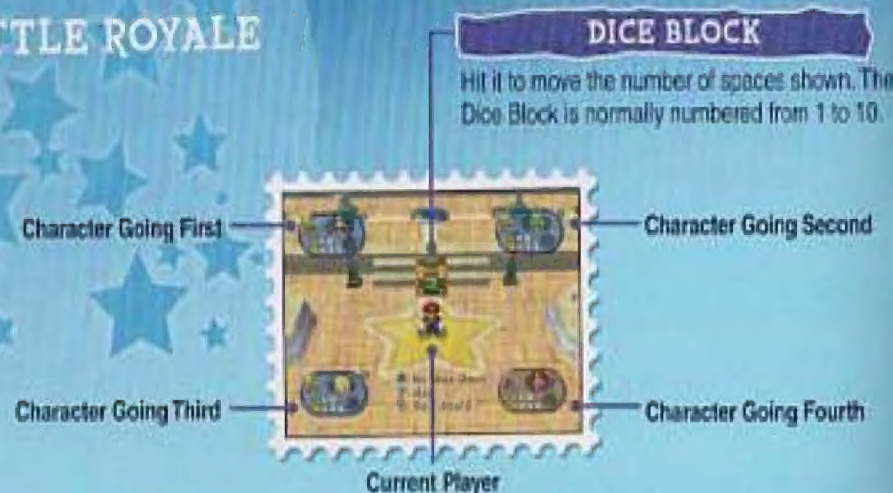 TTLE ROYALE
DICE BLOCK
Hit it to move the number of spaces shown. The
Dice Block is normally numbered from 1 to 10.
Character Going First
Character Going Second
Character Going Third
Character Going Fourth
Current Player